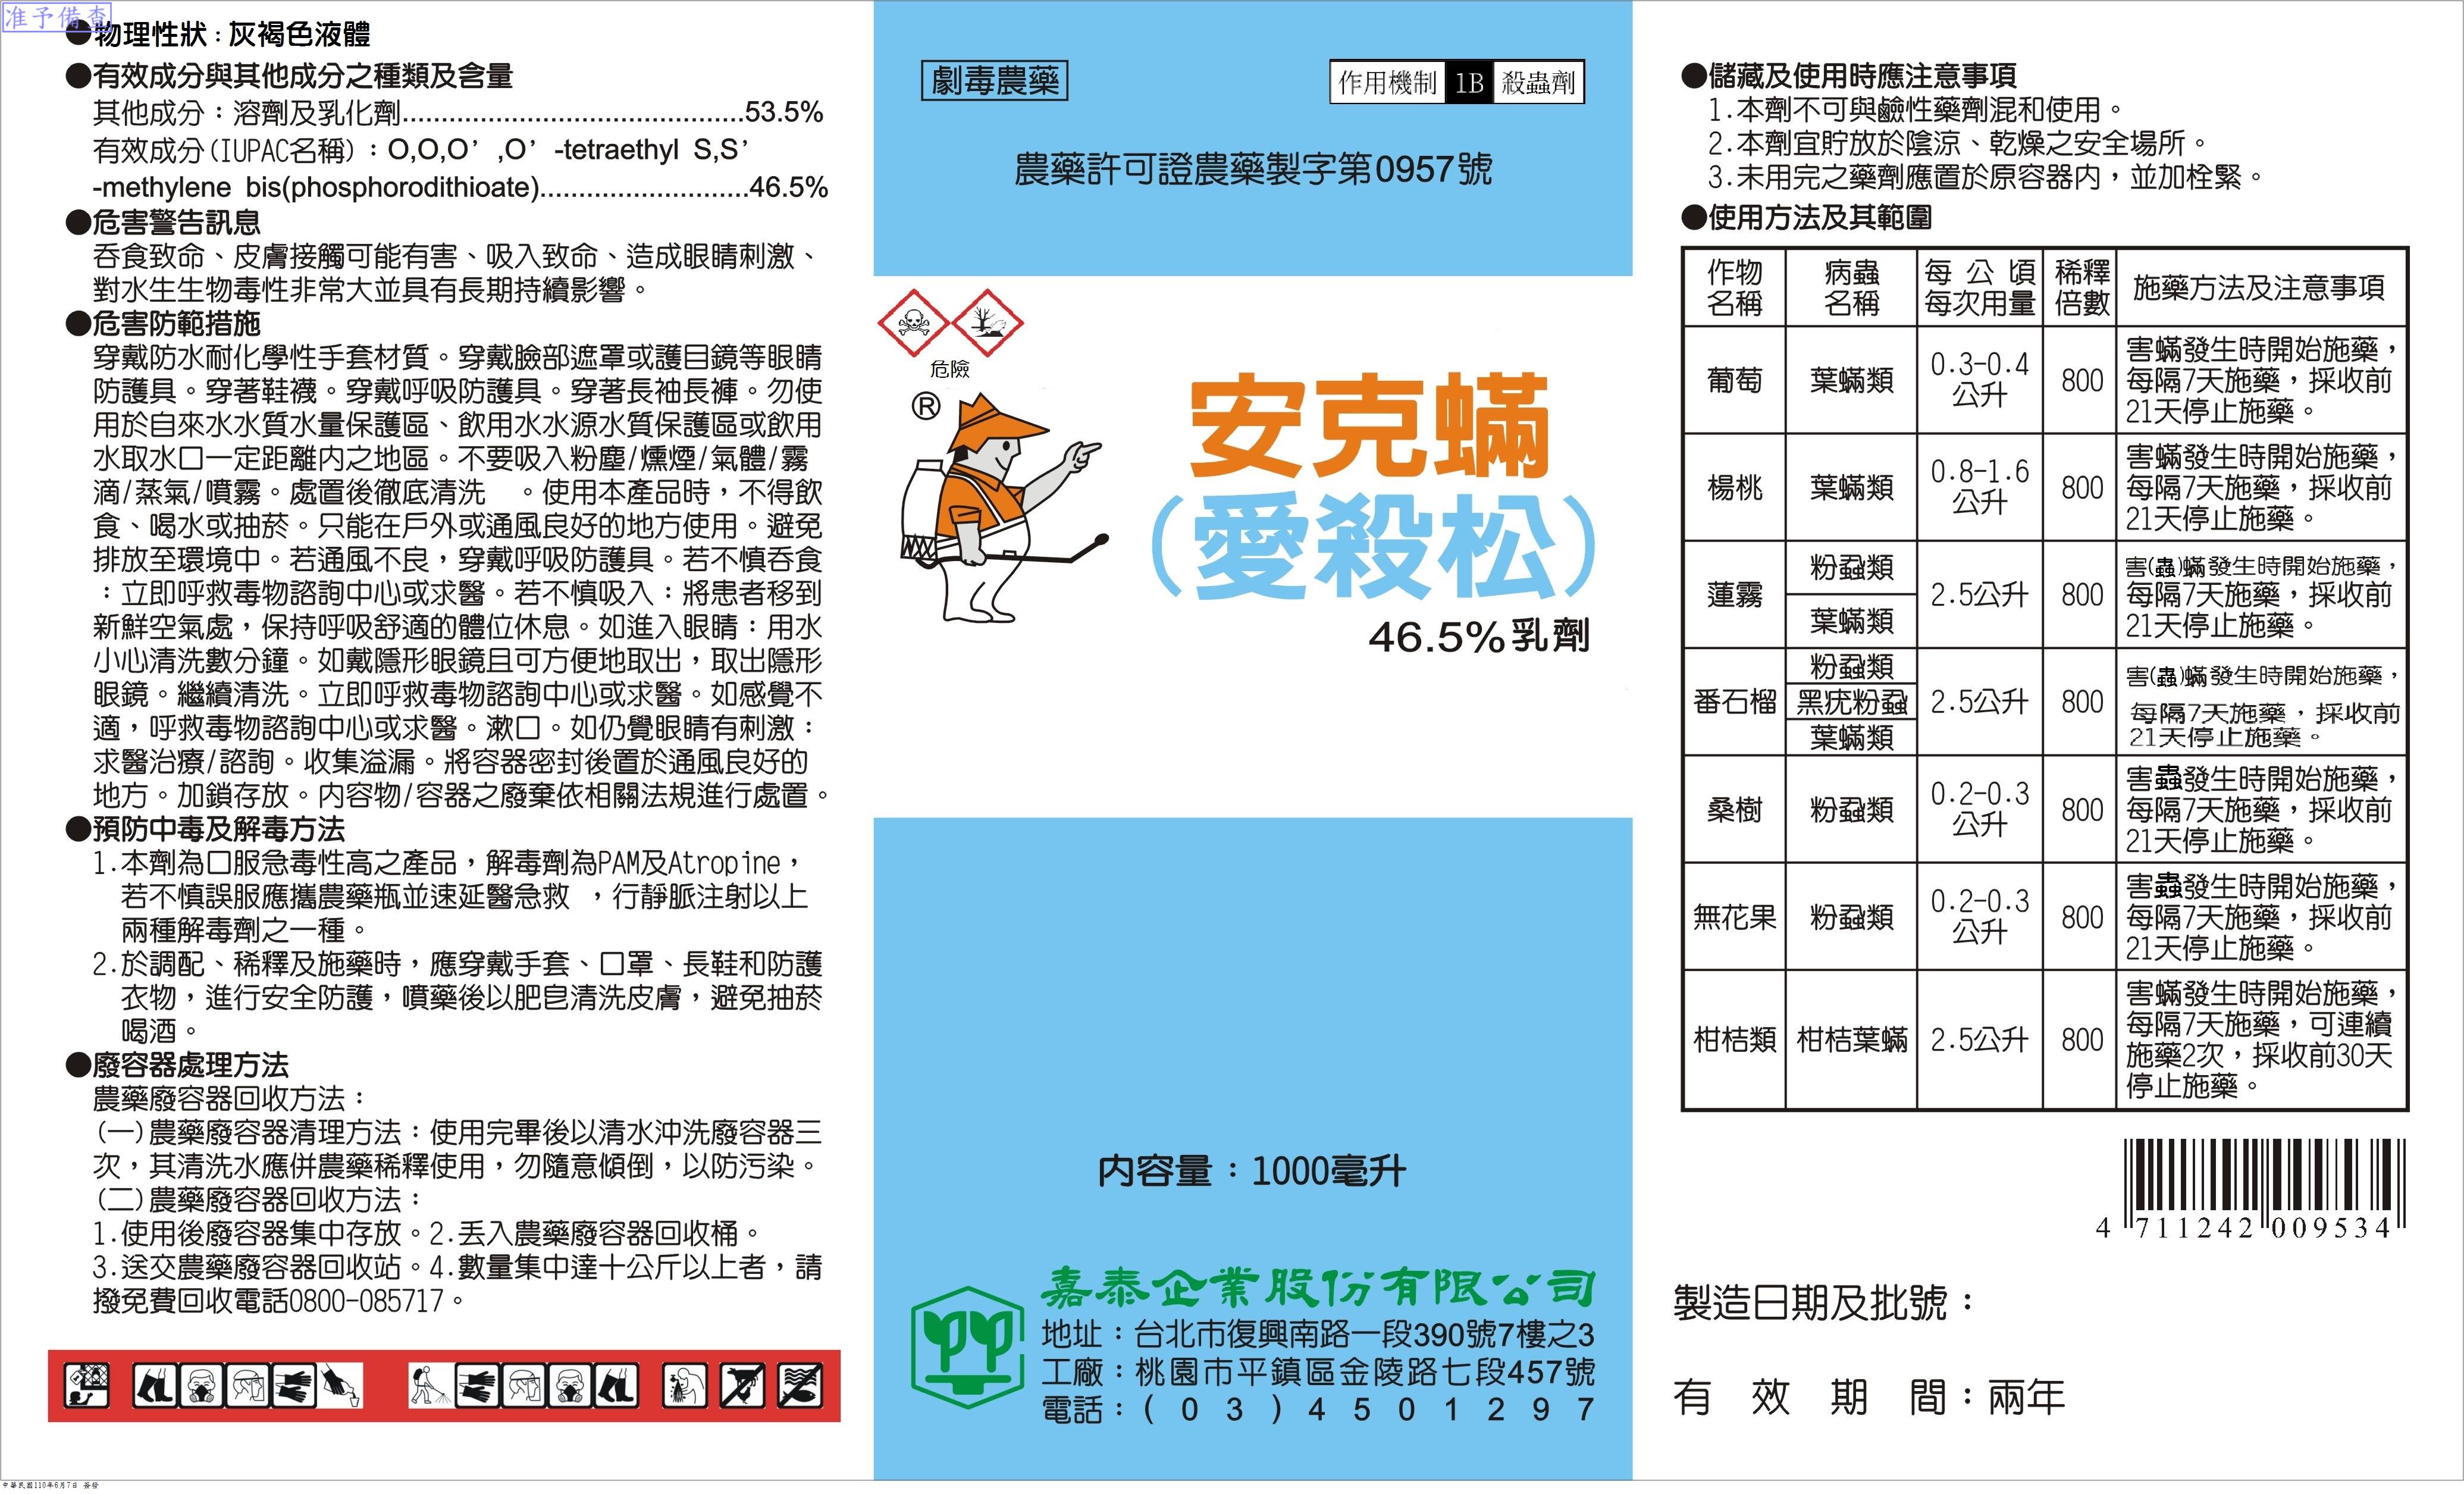 准予備查
●物理性狀：灰褐色液體
●有效成分與其他成分之種類及含量
其他成分：溶劑及乳化劑............................................53.5%
有效成分(IUPAC名稱)：O,O,O',O'-tetraethyl S,S'
-methylene bis(phosphorodithioate)...........................46.5%
●危害警告訊息
吞食致命、皮膚接觸可能有害、吸入致命、造成眼睛刺激、
對水生生物毒性非常大並具有長期持續影響。
●危害防範措施
穿戴防水耐化學性手套材質。穿戴臉部遮罩或護目鏡等眼睛
防護具。穿著鞋襪。穿戴呼吸防護具。穿著長袖長褲。勿使
用於自來水水質水量保護區、飲用水水源水質保護區或飲用
水取水口一定距離內之地區。不要吸入粉塵/燻煙/氣體/霧
滴/蒸氣/噴霧。處置後徹底清洗　。使用本產品時，不得飲
食、喝水或抽菸。只能在戶外或通風良好的地方使用。避免
排放至環境中。若通風不良，穿戴呼吸防護具。若不慎吞食
：立即呼救毒物諮詢中心或求醫。若不慎吸入：將患者移到
新鮮空氣處，保持呼吸舒適的體位休息。如進入眼睛：用水
小心清洗數分鐘。如戴隱形眼鏡且可方便地取出，取出隱形
眼鏡。繼續清洗。立即呼救毒物諮詢中心或求醫。如感覺不
適，呼救毒物諮詢中心或求醫。漱口。如仍覺眼睛有刺激：
求醫治療/諮詢。收集溢漏。將容器密封後置於通風良好的
地方。加鎖存放。內容物/容器之廢棄依相關法規進行處置。
●預防中毒及解毒方法
1.本劑為口服急毒性高之產品，解毒劑為PAM及Atropine，
若不慎誤服應攜農藥瓶並速延醫急救 ，行靜脈注射以上
兩種解毒劑之一種。
2.於調配、稀釋及施藥時，應穿戴手套、口罩、長鞋和防護
衣物，進行安全防護，噴藥後以肥皂清洗皮膚，避免抽菸
喝酒。
●廢容器處理方法
農藥廢容器回收方法：
(一)農藥廢容器清理方法：使用完畢後以清水沖洗廢容器三
次，其清洗水應併農藥稀釋使用，勿隨意傾倒，以防污染。
(二)農藥廢容器回收方法：
1.使用後廢容器集中存放。2.丟入農藥廢容器回收桶。
3.送交農藥廢容器回收站。4.數量集中達十公斤以上者，請
撥免費回收電話0800-085717。
劇毒農藥
作用機制 1B 殺蟲劑
農藥許可證農藥製字第0957號
危險
®
安克蟎
(愛殺松)
46.5%乳劑
內容量：1000毫升
嘉泰企業股份有限公司
地址：台北市復興南路一段390號7樓之3
工廠：桃園市平鎮區金陵路七段457號
電話：(03)4501297
●儲藏及使用時應注意事項
1.本劑不可與鹼性藥劑混和使用。
2.本劑宜貯放於陰涼、乾燥之安全場所。
3.未用完之藥劑應置於原容器內，並加栓緊。
●使用方法及其範圍
作物名稱 病蟲名稱 每公頃每次用量 稀釋倍數 施藥方法及注意事項
葡萄 葉蟎類 0.3-0.4公升 800 害蟎發生時開始施藥，
每隔7天施藥，採收前
21天停止施藥。
楊桃 葉蟎類 0.8-1.6公升 800 害蟎發生時開始施藥，
每隔7天施藥，採收前
21天停止施藥。
蓮霧 粉蝨類 葉蟎類 2.5公升 800 害(蟲)蟎發生時開始施藥，
每隔7天施藥，採收前
21天停止施藥。
番石榴 粉蝨類 黑疣粉蝨 葉蟎類 2.5公升 800 害(蟲)蟎發生時開始施藥，
每隔7天施藥，採收前
21天停止施藥。
桑樹 粉蝨類 0.2-0.3公升 800 害蟲發生時開始施藥，
每隔7天施藥，採收前
21天停止施藥。
無花果 粉蝨類 0.2-0.3公升 800 害蟲發生時開始施藥，
每隔7天施藥，採收前
21天停止施藥。
柑桔類 柑桔葉蟎 2.5公升 800 害蟎發生時開始施藥，
每隔7天施藥，可連續
施藥2次，採收前30天
停止施藥。
4 711242 009534
製造日期及批號：
有效期間：兩年
中華民國110年6月7日 簽發